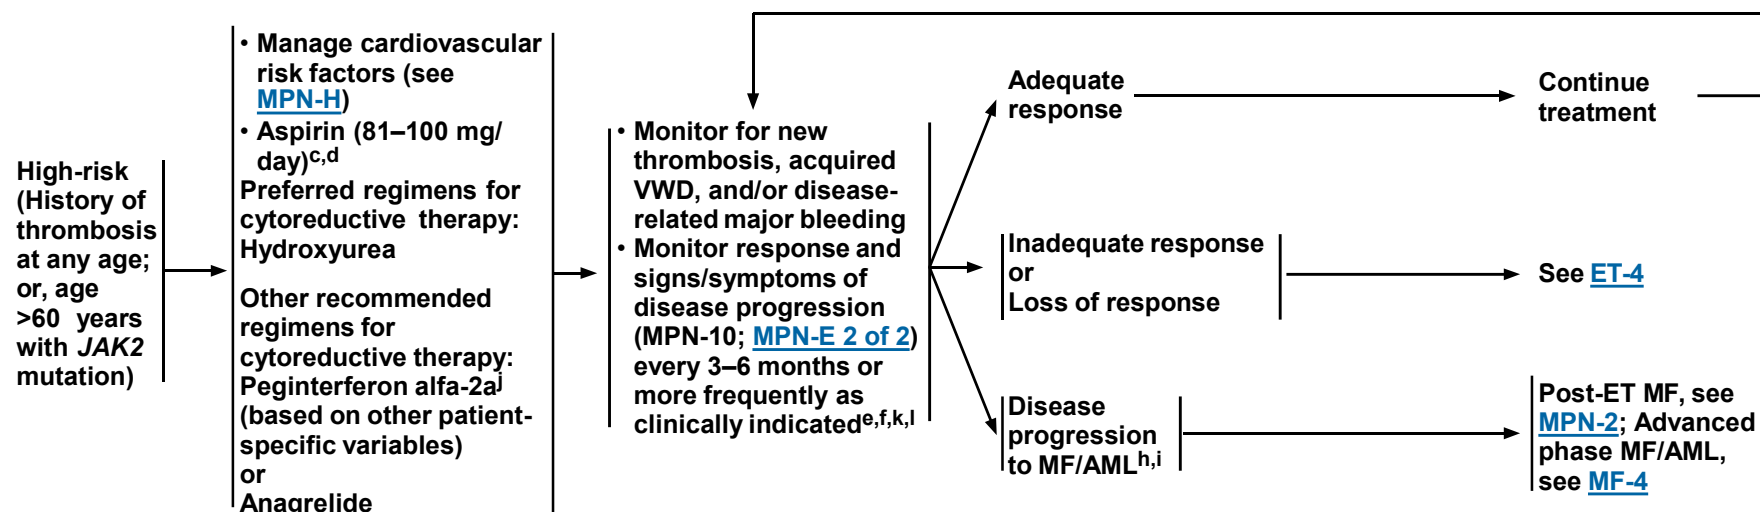 High-risk
(History of
thrombosis
at any age;
or, age
>60 years
with JAK2
mutation)
• Manage cardiovascular
risk factors (see
MPN-H)
• Aspirin (81–100 mg/
day)c,d
Preferred regimens for
cytoreductive therapy:
Hydroxyurea
Other recommended
regimens for
cytoreductive therapy:
Peginterferon alfa-2aj
(based on other patient-
specific variables)
or
Anagrelide
• Monitor for new
thrombosis, acquired
VWD, and/or disease-
related major bleeding
• Monitor response and
signs/symptoms of
disease progression
(MPN-10; MPN-E 2 of 2)
every 3–6 months or
more frequently as
clinically indicatede,f,k,l
Adequate
response
Continue
treatment
Inadequate response
or
Loss of response
See ET-4
Disease
progression
to MF/AMLh,i
Post-ET MF, see
MPN-2; Advanced
phase MF/AML,
see MF-4